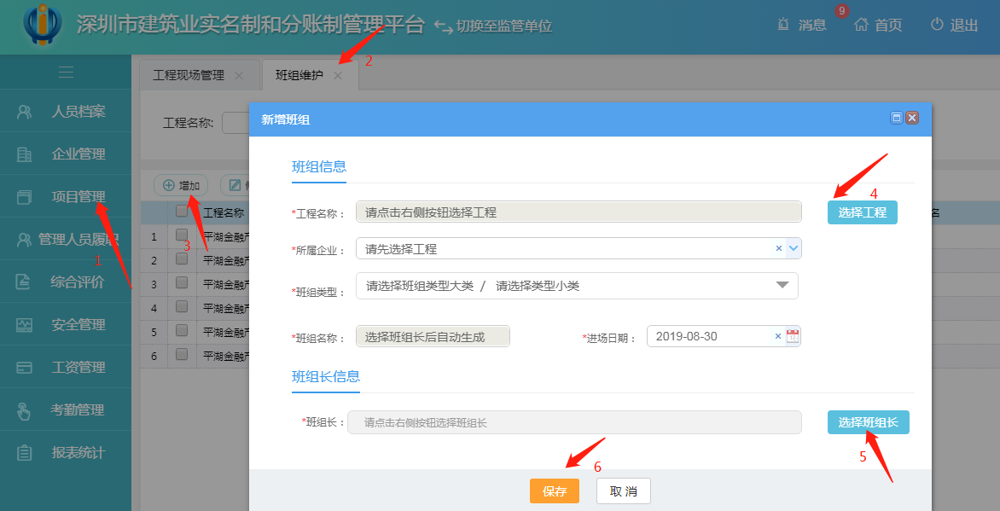 深圳市建筑业实名制和分账制管理平台 切换至监管单位 消息 9 首页 退出
人员档案
企业管理
项目管理
管理人员履职
综合评价
安全管理
工资管理
考勤管理
报表统计
1
工程现场管理 × 班组维护 × 2
工程名称:
增加
3
工程名称
1 平湖金融产
2 平湖金融产
3 平湖金融产
4 平湖金融产
5 平湖金融产
6 平湖金融产
名
新增班组
班组信息
*工程名称： 请点击右侧按钮选择工程 选择工程 4
*所属企业： 请先选择工程 ×
*班组类型： 请选择班组类型大类 / 请选择类型小类
*班组名称： 选择班组长后自动生成 *进场日期： 2019-08-30 ×
班组长信息
*班组长： 请点击右侧按钮选择班组长 选择班组长
5
6
保存 取 消